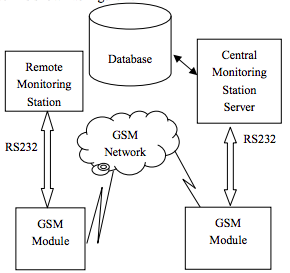 Database
Central
Monitoring
Station
Server
Remote
Monitoring
Station
GSM
Network
RS232
RS232
GSM
Module
GSM
Module